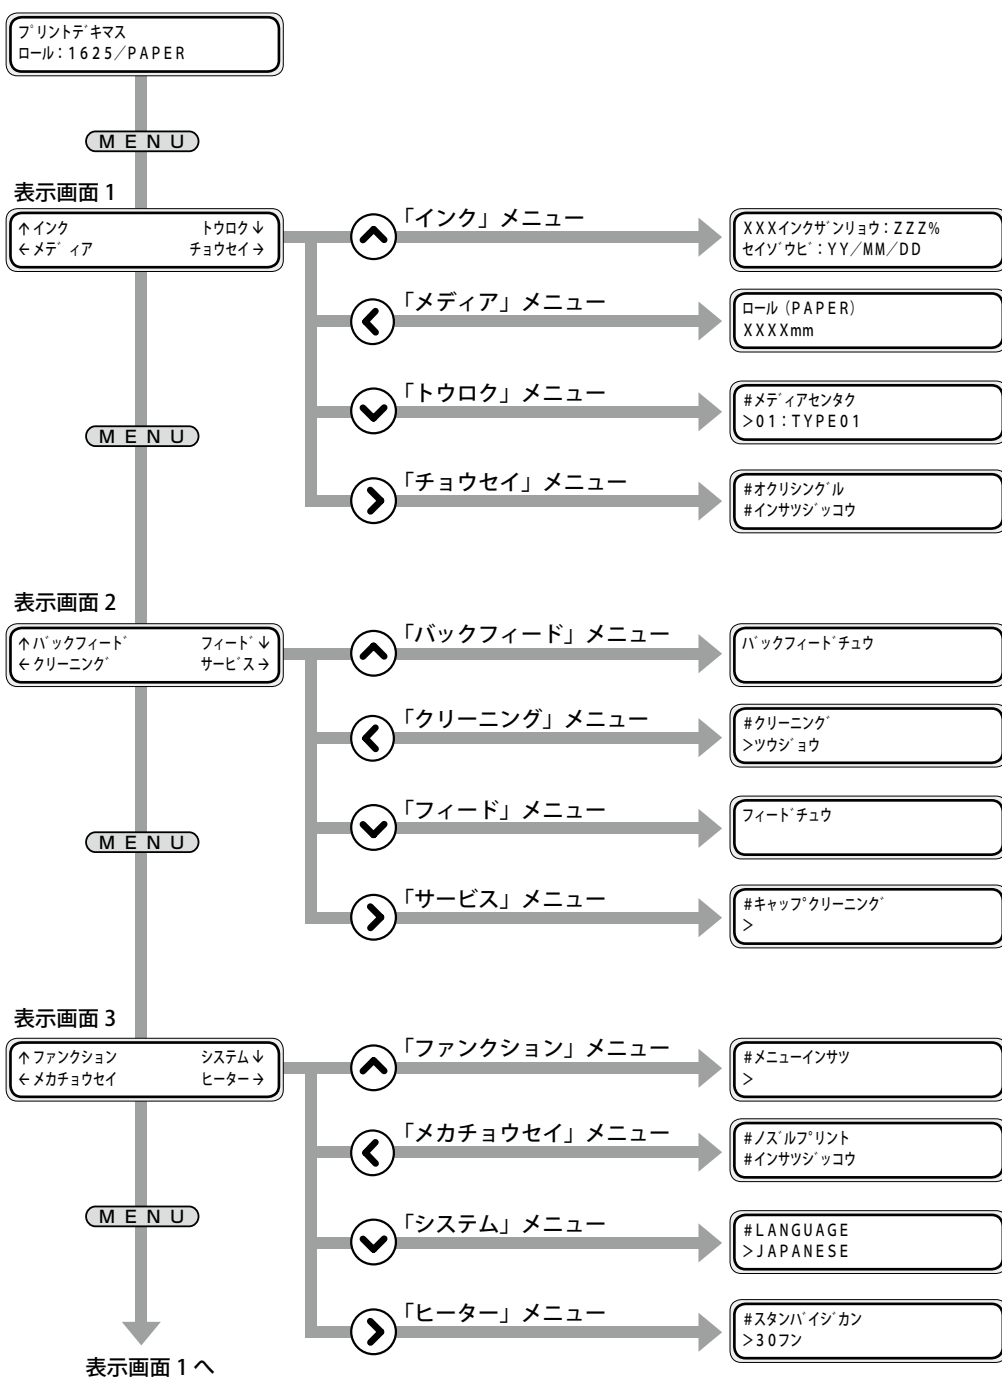 プリントデキマス
ロール：1625／PAPER
MENU
表示画面 1
↑インク トウロク↓
←メディア チョウセイ→
「インク」メニュー
XXXインクザンリョウ：ZZZ%
セイゾウビ：YY／MM／DD
「メディア」メニュー
ロール（PAPER）
XXXXmm
「トウロク」メニュー
#メディアセンタク
>01：TYPE01
MENU
「チョウセイ」メニュー
#オクリシングル
#インサツジッコウ
表示画面 2
↑バックフィード フィード↓
←クリーニング サービス→
「バックフィード」メニュー
バックフィードチュウ
「クリーニング」メニュー
#クリーニング
>ツウジョウ
「フィード」メニュー
フィードチュウ
MENU
「サービス」メニュー
#キャップクリーニング
>
表示画面 3
↑ファンクション システム↓
←メカチョウセイ ヒーター→
「ファンクション」メニュー
#メニューインサツ
>
「メカチョウセイ」メニュー
#ノズルプリント
#インサツジッコウ
MENU
「システム」メニュー
#LANGUAGE
>JAPANESE
「ヒーター」メニュー
#スタンバイジカン
>30フン
表示画面 1 へ